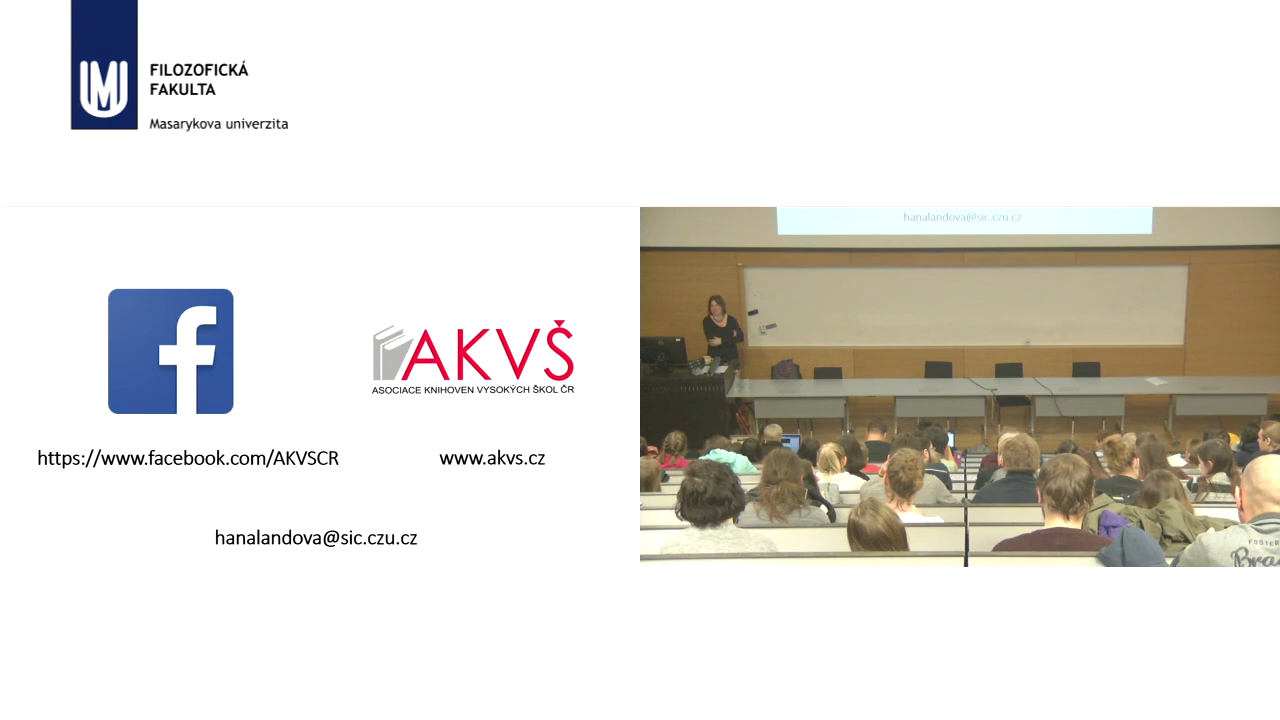 FILOZOFICKÁ
FAKULTA
Masarykova univerzita
hanalandova@sic.czu.cz
AKVŠ
ASOCIACE KNIHOVEN VYSOKÝCH ŠKOL ČR
https://www.facebook.com/AKVSCR
www.akvs.cz
hanalandova@sic.czu.cz